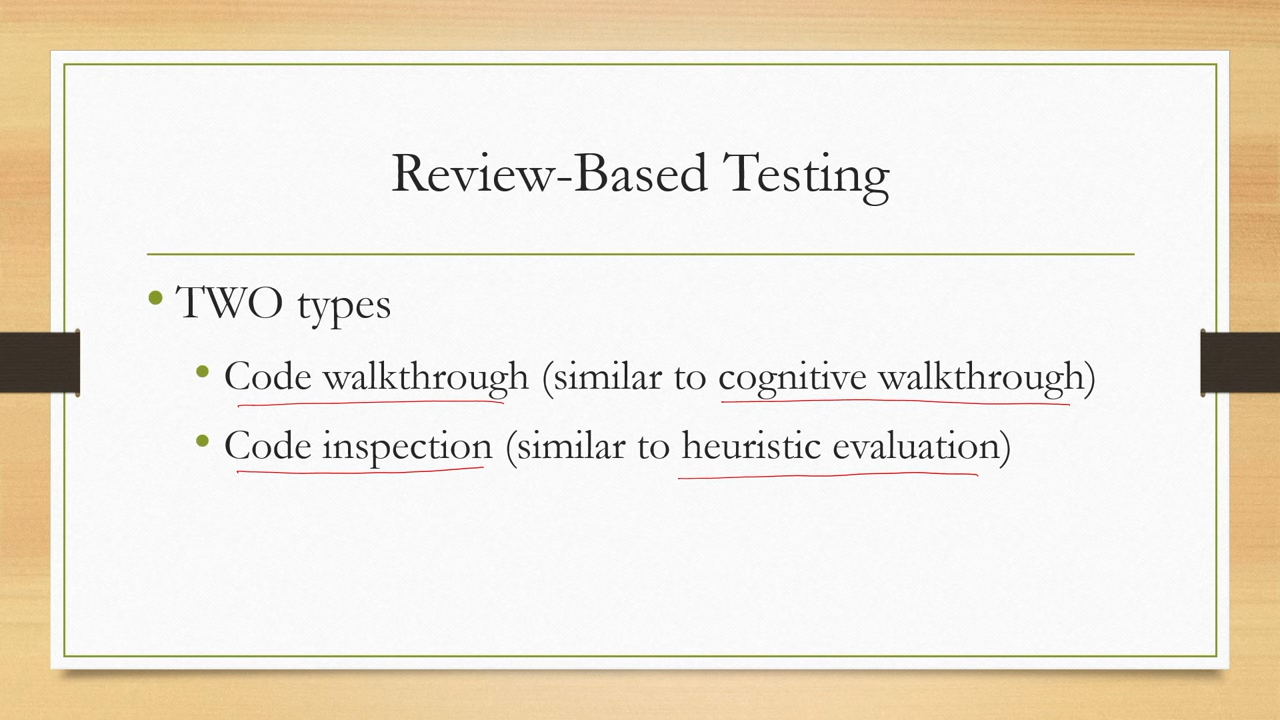 Review-Based Testing
• TWO types
• Code walkthrough (similar to cognitive walkthrough)
• Code inspection (similar to heuristic evaluation)